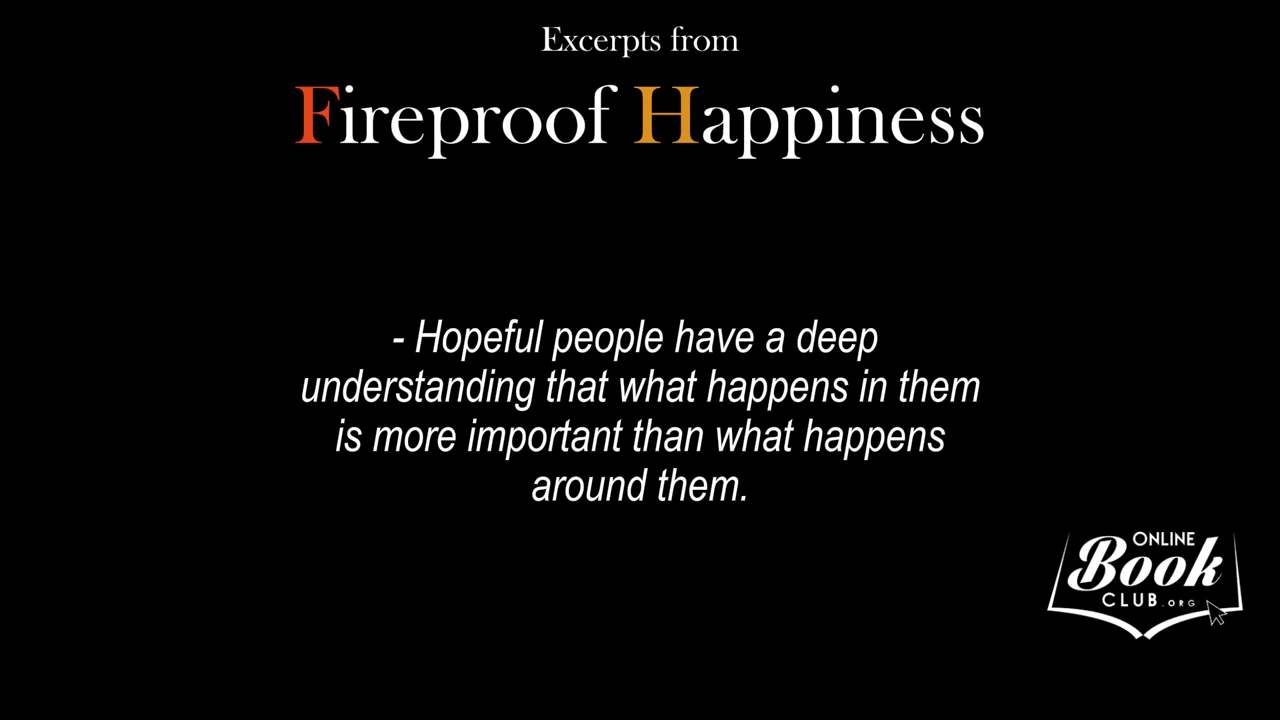 Excerpts from
Fireproof Happiness
- Hopeful people have a deep
understanding that what happens in them
is more important than what happens
around them.
ONLINE
Book
CLUB.ORG